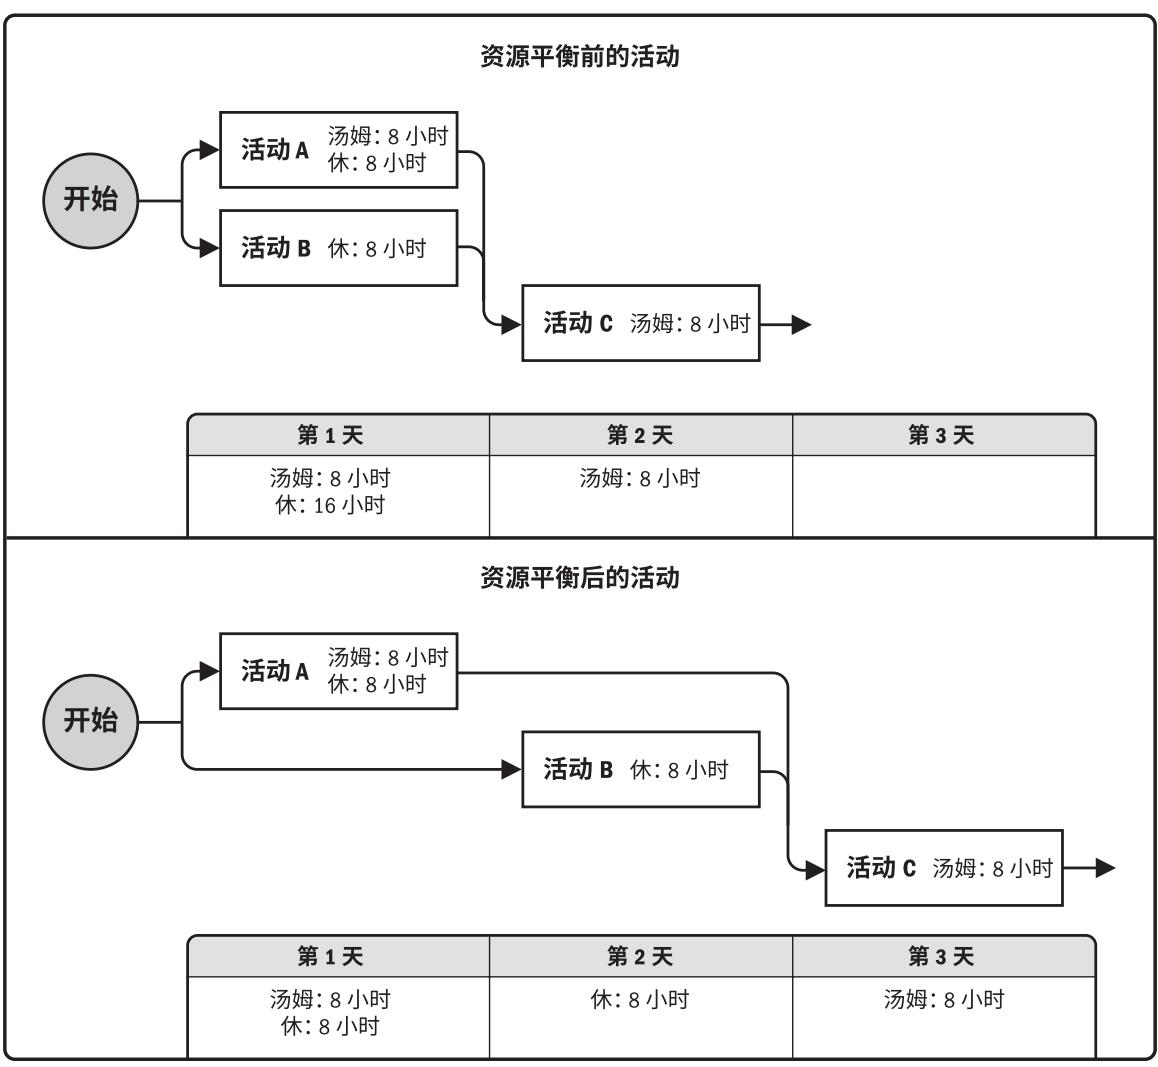 资源平衡前的活动
开始
活动 A
汤姆：8 小时
休：8 小时
活动 B 休：8 小时
活动 C 汤姆：8 小时
第 1 天 第 2 天 第 3 天
汤姆：8 小时 汤姆：8 小时
休：16 小时
资源平衡后的活动
开始
活动 A
汤姆：8 小时
休：8 小时
活动 B 休：8 小时
活动 C 汤姆：8 小时
第 1 天 第 2 天 第 3 天
汤姆：8 小时 休：8 小时 汤姆：8 小时
休：8 小时